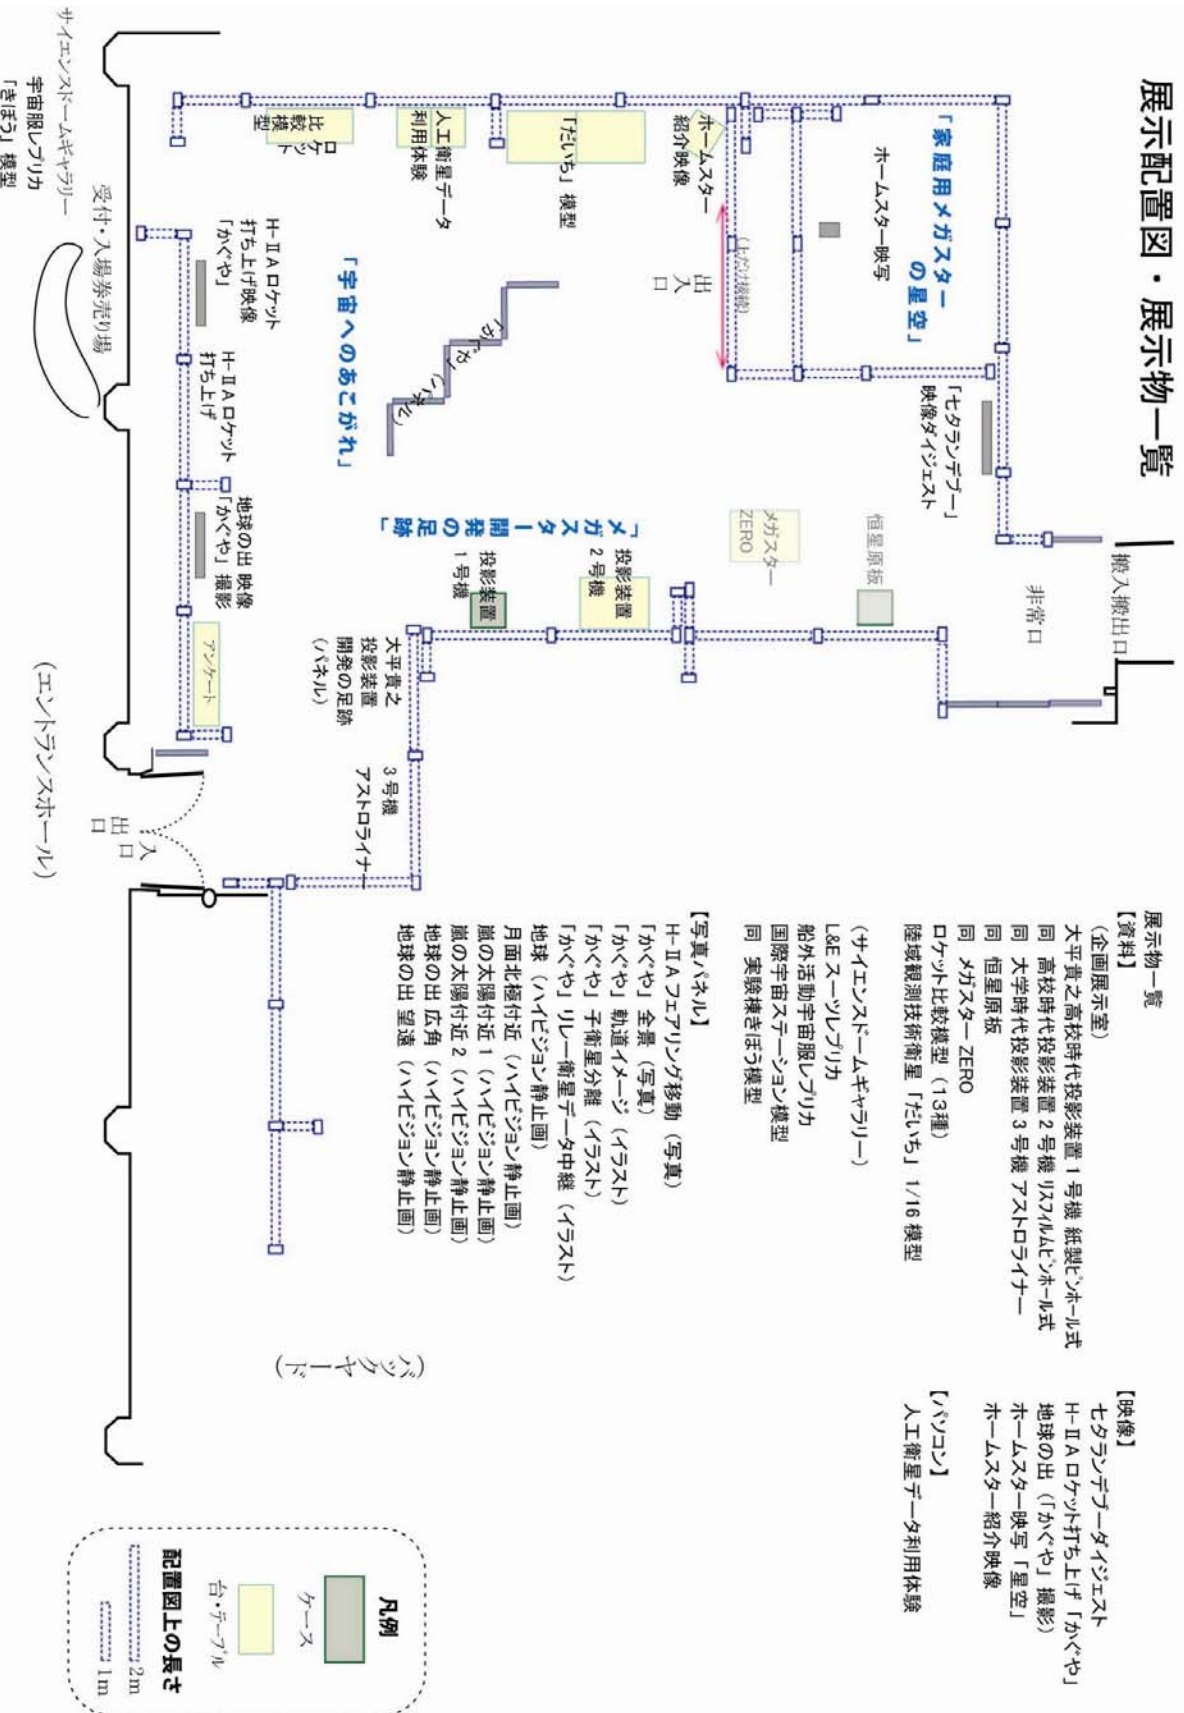 展示配置図・展示物一覧
「家庭用メガスター
の星空」
ホームスター映写
ホームスター
紹介映像
(上だけ接続)
出入口
「七夕ランデブー」
映像ダイジェスト
搬入搬出口
非常口
恒星原板
メガスター
ZERO
「メガスター開発の足跡」
投影装置
2号機
投影装置
1号機
「だいち」模型
人工衛星データ
利用体験
ロケット
比較模型
「宇宙へのあこがれ」
「かぐや」(パネル)
H-ⅡAロケット
打ち上げ映像
「かぐや」
H-ⅡAロケット
打ち上げ
地球の出 映像
「かぐや」撮影
アンケート
大平貴之
投影装置
開発の足跡
(パネル)
3号機
アストロライナー
入口
出口
受付・入場券売り場
サイエンスドームギャラリー
宇宙服レプリカ
「きぼう」模型
(エントランスホール)
(バックヤード)
展示物一覧
【資料】
(企画展示室)
大平貴之高校時代投影装置1号機 紙製ピンホール式
同 高校時代投影装置2号機 リスフィルムピンホール式
同 大学時代投影装置3号機 アストロライナー
同 恒星原板
同 メガスターZERO
ロケット比較模型(13種)
陸域観測技術衛星「だいち」1/16模型
(サイエンスドームギャラリー)
L&Eスーツレプリカ
船外活動宇宙服レプリカ
国際宇宙ステーション模型
同 実験棟きぼう模型
【写真パネル】
H-ⅡAフェアリング移動(写真)
「かぐや」全景(写真)
「かぐや」軌道イメージ(イラスト)
「かぐや」子衛星分離(イラスト)
「かぐや」リレー衛星データ中継(イラスト)
地球(ハイビジョン静止画)
月面北極付近(ハイビジョン静止画)
嵐の太陽付近1(ハイビジョン静止画)
嵐の太陽付近2(ハイビジョン静止画)
地球の出 広角(ハイビジョン静止画)
地球の出 望遠(ハイビジョン静止画)
【映像】
七夕ランデブーダイジェスト
H-ⅡAロケット打ち上げ「かぐや」
地球の出(「かぐや」撮影)
ホームスター映写「星空」
ホームスター紹介映像
【パソコン】
人工衛星データ利用体験
凡例
ケース
台・テーブル
配置図上の長さ
2m
1m